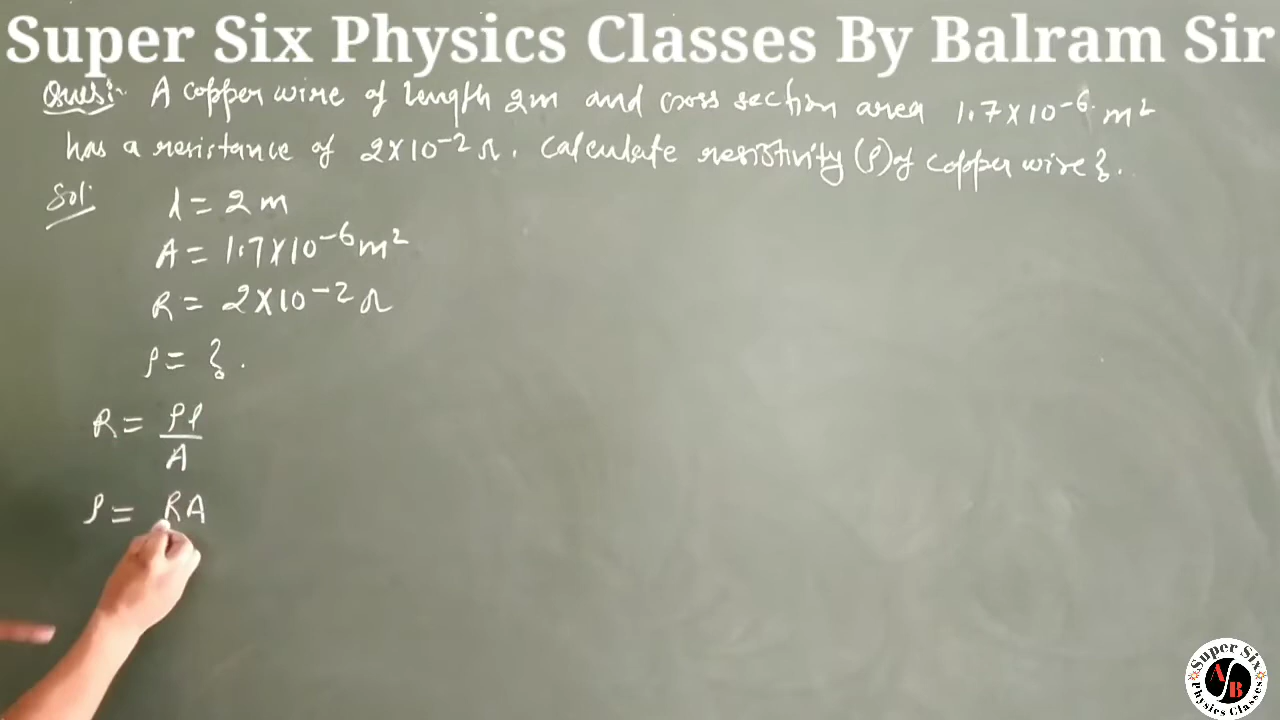 Super Six Physics Classes By Balram Sir
Ques:- A copper wire of length 2m and cross section area 1.7×10⁻⁶ m²
has a resistance of 2×10⁻² Ω. Calculate resistivity (ρ) of copper wire ?.
Sol:
l = 2 m
A = 1.7×10⁻⁶ m²
R = 2×10⁻² Ω
ρ = ?.
R = ρl
A
ρ = RA
Super Six
A/B
Physics Classes